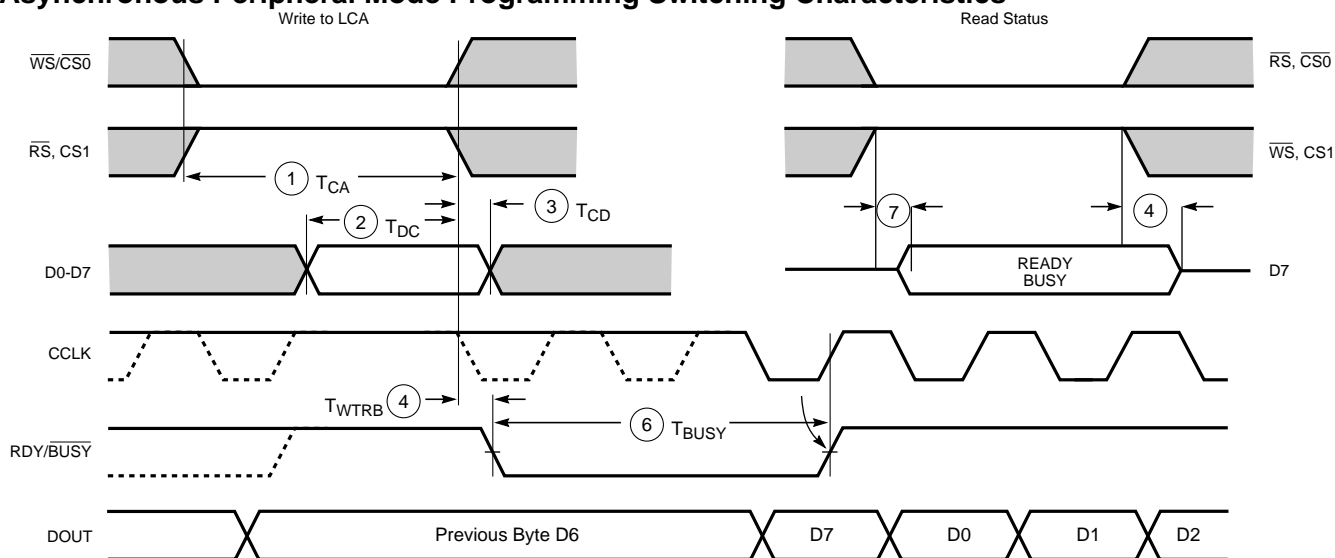 Asynchronous Peripheral Mode Programming Switching Characteristics
Write to LCA
Read Status
WS/CS0
RS, CS0
RS, CS1
WS, CS1
1 TCA
2 TDC
3 TCD
7
4
D0-D7
READY
BUSY
D7
CCLK
TWTRB 4
6 TBUSY
RDY/BUSY
DOUT
Previous Byte D6
D7
D0
D1
D2